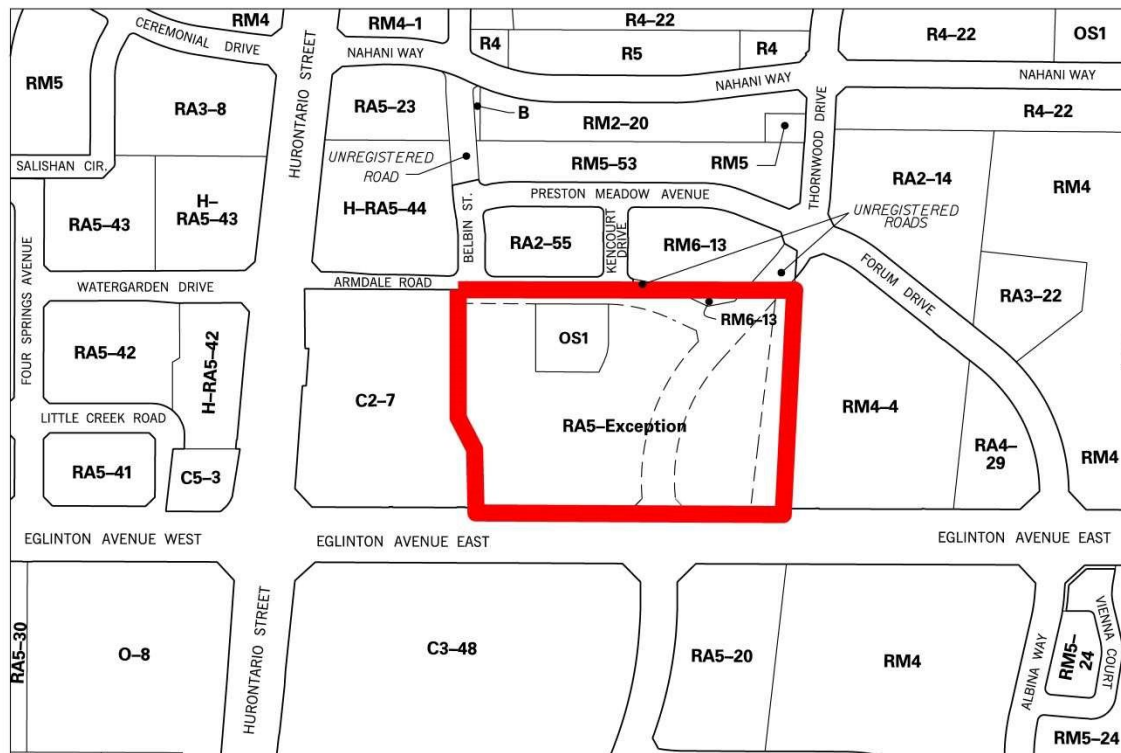 RM4
RM4–1
R4–22
R4–22
OS1
CEREMONIAL DRIVE
HURONTARIO STREET
NAHANI WAY
R4
R5
R4
NAHANI WAY
NAHANI WAY
RM5
RA3–8
RA5–23
B
RM2–20
THORNWOOD DRIVE
R4–22
UNREGISTERED
ROAD
RM5–53
RM5
SALISHAN CIR.
RA5–43
H–
RA5–43
H–RA5–44
BELBIN ST.
PRESTON MEADOW AVENUE
RA2–14
RM4
UNREGISTERED
ROADS
RA2–55
KENCOURT
DRIVE
RM6–13
FORUM DRIVE
FOUR SPRINGS AVENUE
WATERGARDEN DRIVE
ARMDALE ROAD
RA3–22
RM6–13
OS1
RA5–42
H–RA5–42
C2–7
RA5–Exception
RM4–4
LITTLE CREEK ROAD
RA5–41
C5–3
RA4–
29
RM4
EGLINTON AVENUE WEST
EGLINTON AVENUE EAST
EGLINTON AVENUE EAST
RA5–30
O–8
HURONTARIO STREET
C3–48
RA5–20
RM4
ALBINA WAY
RM5–
24
VIENNA COURT
RM5–24